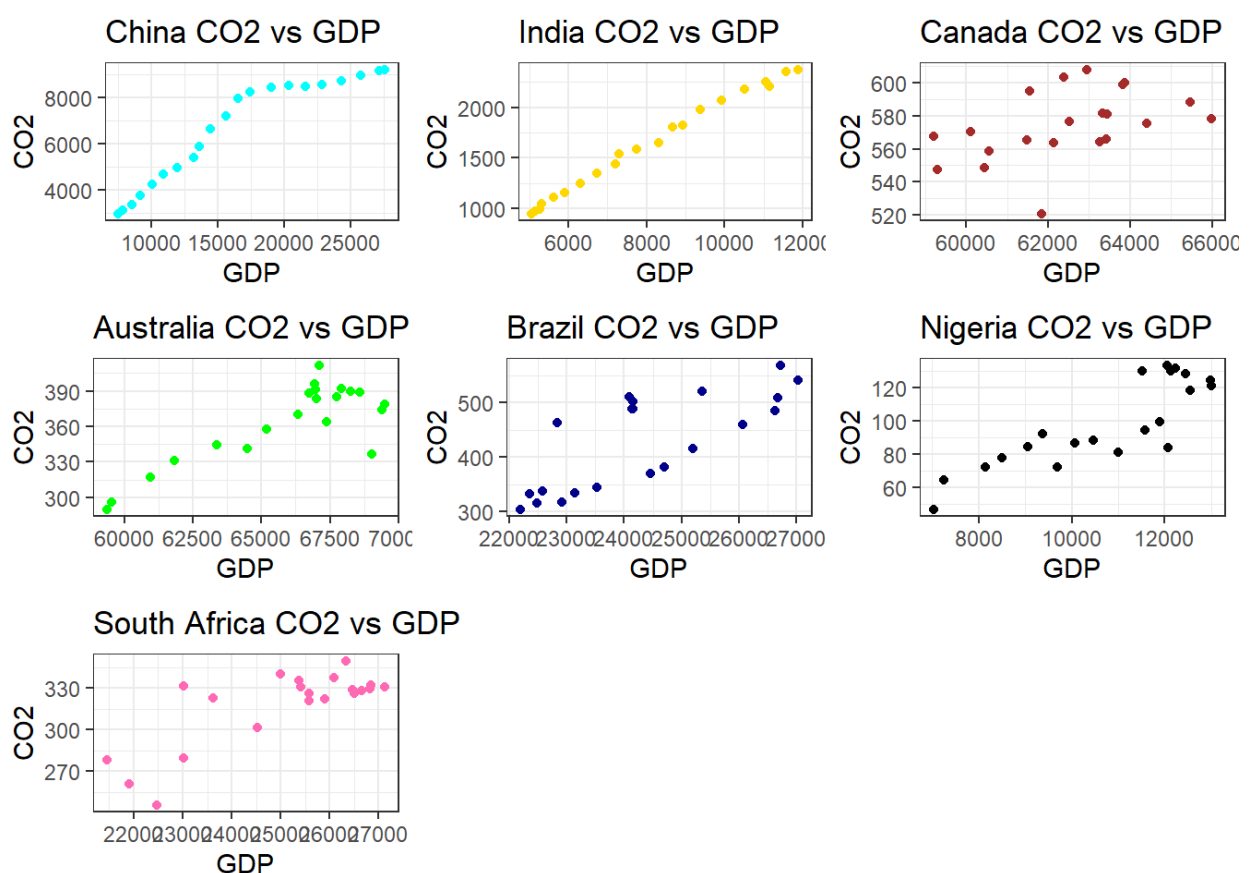 China CO2 vs GDP
CO2
8000
6000
4000
10000 15000 20000 25000
GDP
India CO2 vs GDP
CO2
2000
1500
1000
6000 8000 10000 12000
GDP
Canada CO2 vs GDP
CO2
600
580
560
540
520
60000 62000 64000 66000
GDP
Australia CO2 vs GDP
CO2
390
360
330
300
60000 62500 65000 67500 7000
GDP
Brazil CO2 vs GDP
CO2
500
400
300
22000 23000 24000 25000 26000 27000
GDP
Nigeria CO2 vs GDP
CO2
120
100
80
60
8000 10000 12000
GDP
South Africa CO2 vs GDP
CO2
330
300
270
22000 23000 24000 25000 26000 27000
GDP